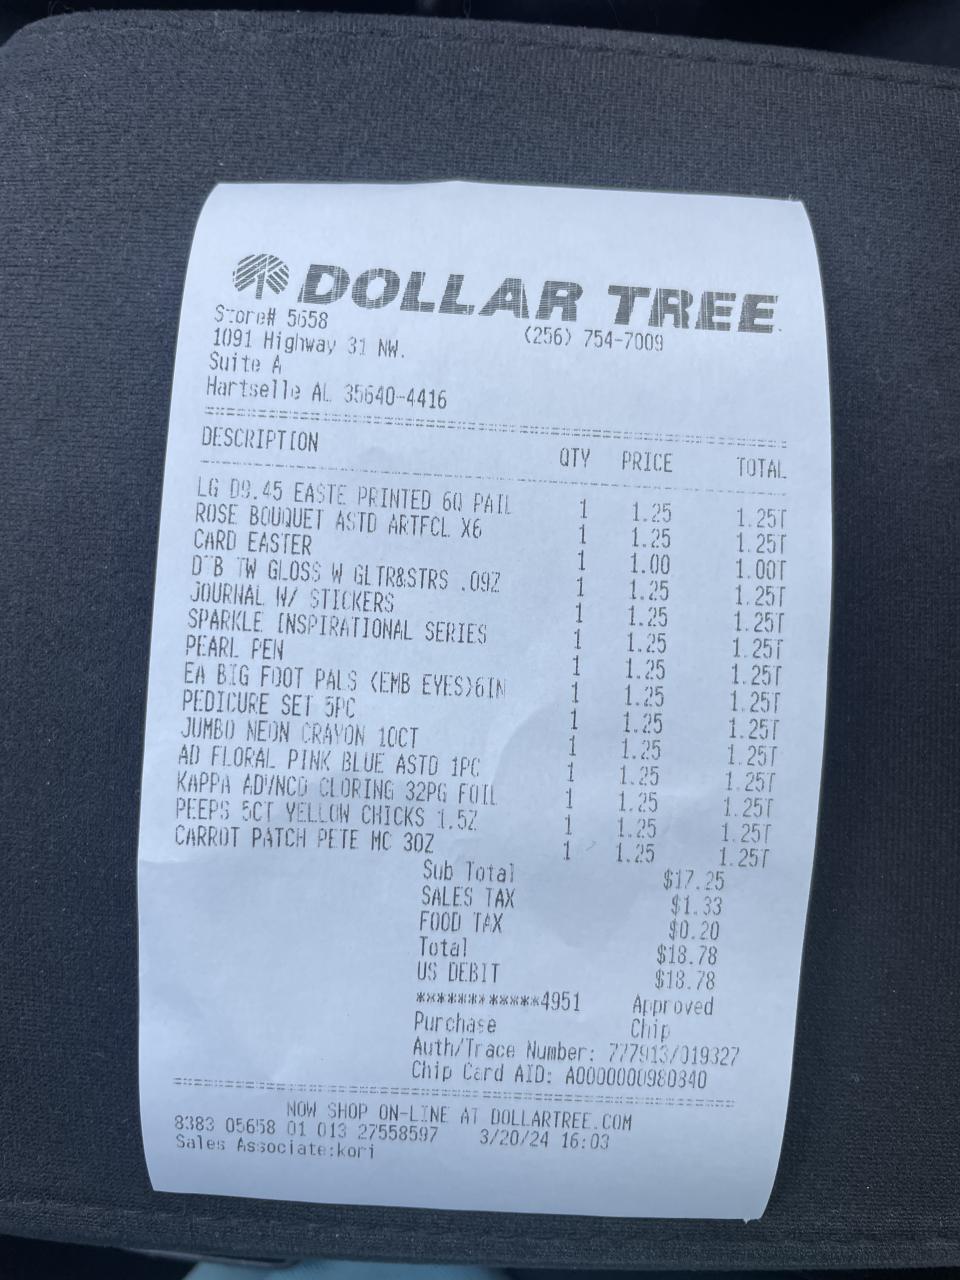 DOLLAR TREE
Store# 5658 (256) 754-7009
1091 Highway 31 NW.
Suite A
Hartselle AL 35640-4416
DESCRIPTION QTY PRICE TOTAL
LG D9.45 EASTE PRINTED 6Q PAIL 1 1.25 1.25T
ROSE BOUQUET ASTD ARTFCL X6 1 1.25 1.25T
CARD EASTER 1 1.00 1.00T
DTB TW GLOSS W GLTR&STRS .09Z 1 1.25 1.25T
JOURNAL W/ STICKERS 1 1.25 1.25T
SPARKLE INSPIRATIONAL SERIES 1 1.25 1.25T
PEARL PEN 1 1.25 1.25T
EA BIG FOOT PALS (EMB EYES)6IN 1 1.25 1.25T
PEDICURE SET 5PC 1 1.25 1.25T
JUMBO NEON CRAYON 10CT 1 1.25 1.25T
AD FLORAL PINK BLUE ASTD 1PC 1 1.25 1.25T
KAPPA ADVNCD CLORING 32PG FOIL 1 1.25 1.25T
PEEPS 5CT YELLOW CHICKS 1.5Z 1 1.25 1.25T
CARROT PATCH PETE MC 3OZ 1 1.25 1.25T
Sub Total $17.25
SALES TAX $1.33
FOOD TAX $0.20
Total $18.78
US DEBIT $18.78
************4951 Approved
Purchase Chip
Auth/Trace Number: 777913/019327
Chip Card AID: A0000000980840
NOW SHOP ON-LINE AT DOLLARTREE.COM
8383 05658 01 013 27558597 3/20/24 16:03
Sales Associate:kori